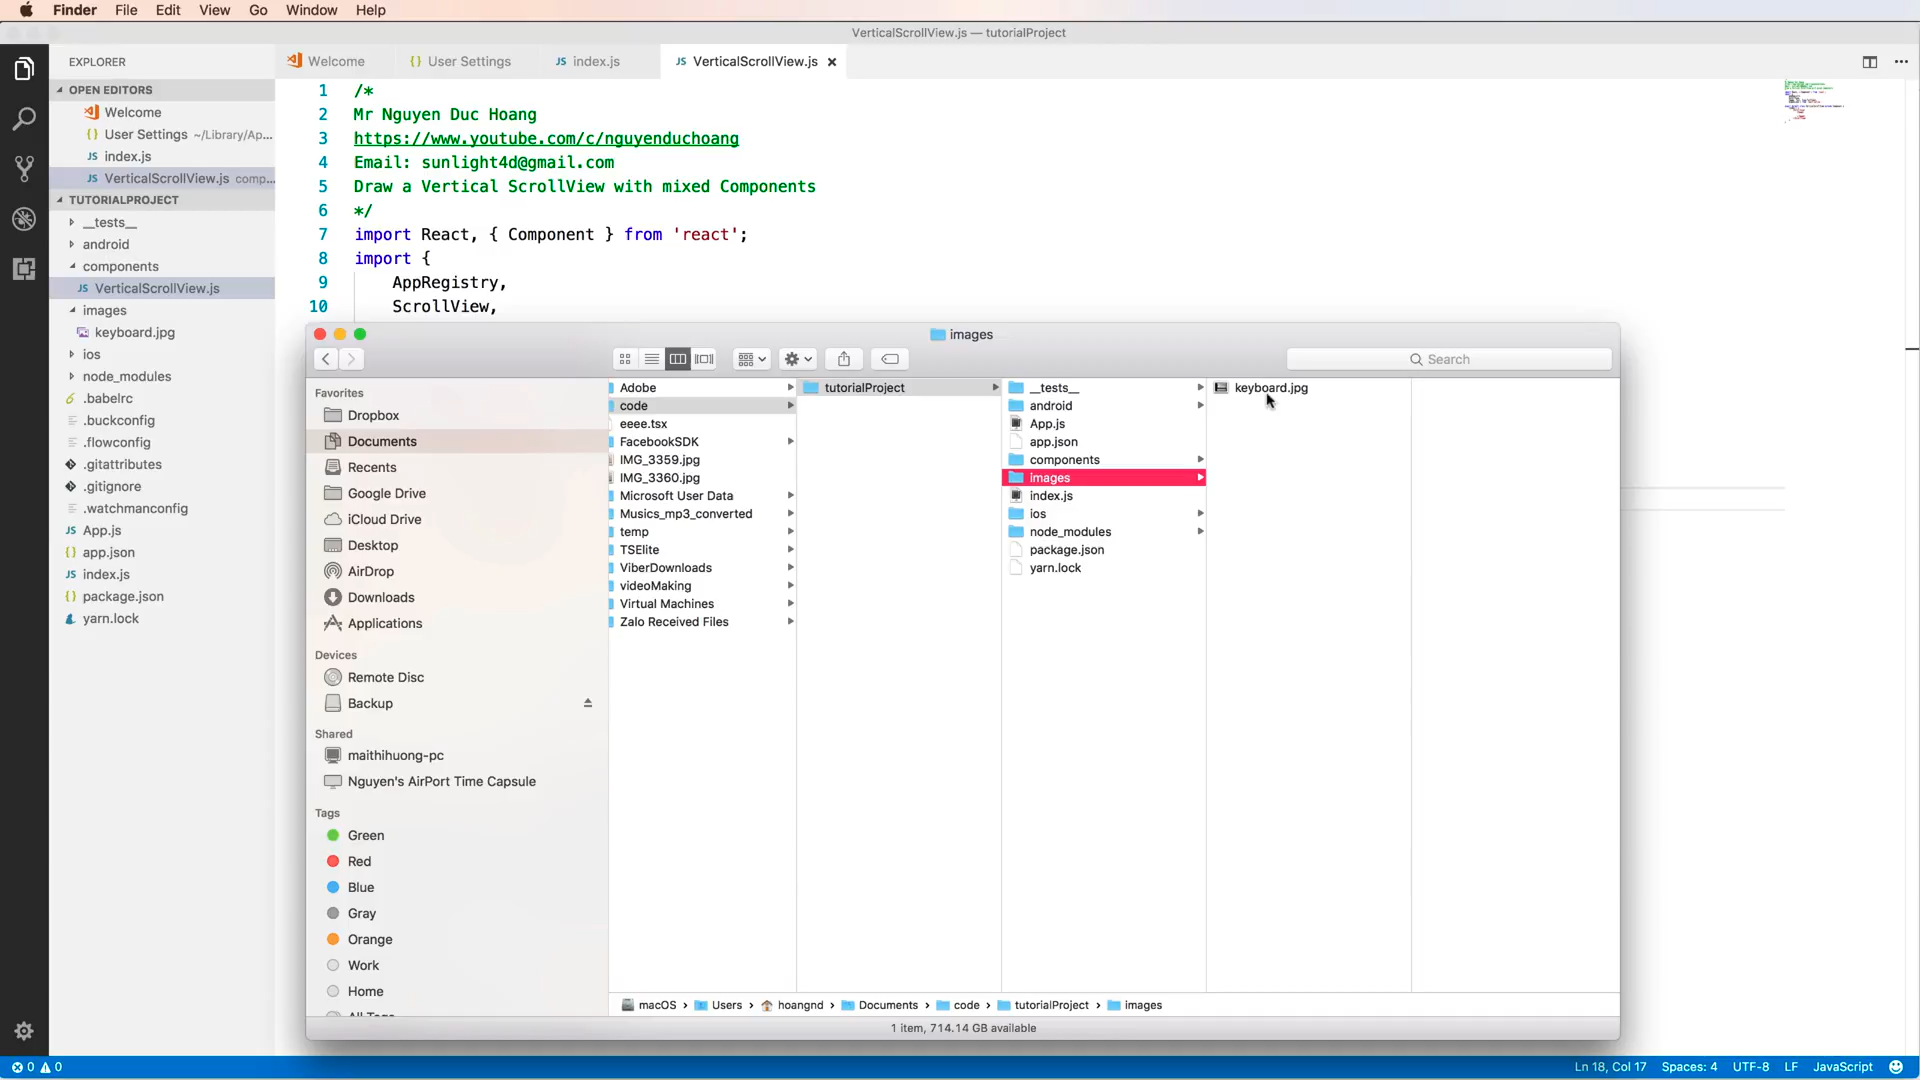 Finder File Edit View Go Window Help
VerticalScrollView.js — tutorialProject
EXPLORER
Welcome
{} User Settings
JS index.js
JS VerticalScrollView.js
OPEN EDITORS
Welcome
{} User Settings ~/Library/Ap...
JS index.js
JS VerticalScrollView.js comp...
TUTORIALPROJECT
__tests__
android
components
JS VerticalScrollView.js
images
keyboard.jpg
ios
node_modules
.babelrc
.buckconfig
.flowconfig
.gitattributes
.gitignore
.watchmanconfig
JS App.js
{} app.json
JS index.js
{} package.json
yarn.lock
1 /*
2 Mr Nguyen Duc Hoang
3 https://www.youtube.com/c/nguyenduchoang
4 Email: sunlight4d@gmail.com
5 Draw a Vertical ScrollView with mixed Components
6 */
7 import React, { Component } from 'react';
8 import {
9 AppRegistry,
10 ScrollView,
images
Search
Favorites
Dropbox
Documents
Recents
Google Drive
iCloud Drive
Desktop
AirDrop
Downloads
Applications
Devices
Remote Disc
Backup
Shared
maithihuong-pc
Nguyen's AirPort Time Capsule
Tags
Green
Red
Blue
Gray
Orange
Work
Home
All Tags
Adobe
code
eeee.tsx
FacebookSDK
IMG_3359.jpg
IMG_3360.jpg
Microsoft User Data
Musics_mp3_converted
temp
TSElite
ViberDownloads
videoMaking
Virtual Machines
Zalo Received Files
tutorialProject
__tests__
android
App.js
app.json
components
images
index.js
ios
node_modules
package.json
yarn.lock
keyboard.jpg
macOS › Users › hoangnd › Documents › code › tutorialProject › images
1 item, 714.14 GB available
0 0
Ln 18, Col 17 Spaces: 4 UTF-8 LF JavaScript